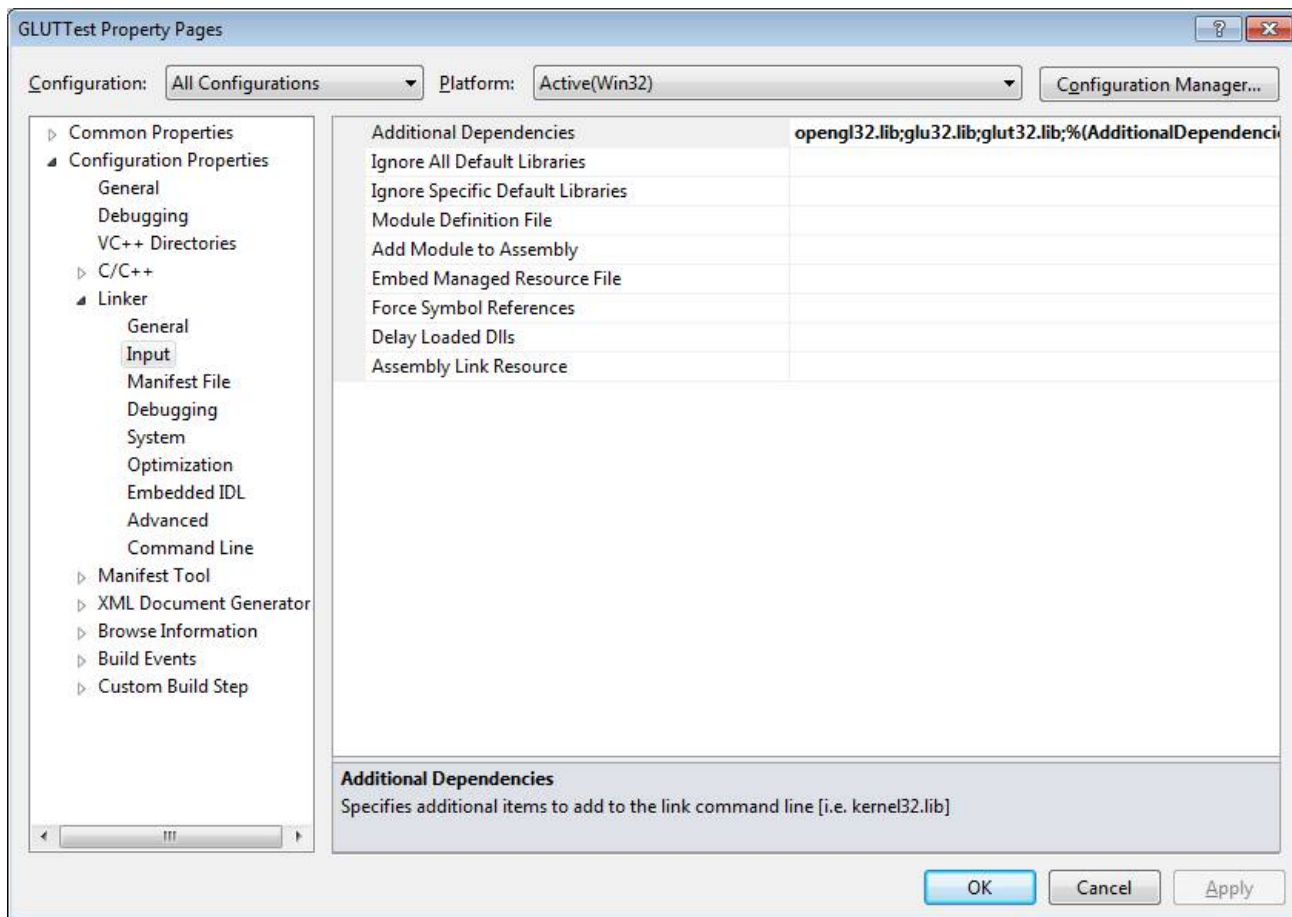 GLUTTest Property Pages
Configuration: All Configurations Platform: Active(Win32) Configuration Manager...
Common Properties
Configuration Properties
General
Debugging
VC++ Directories
C/C++
Linker
General
Input
Manifest File
Debugging
System
Optimization
Embedded IDL
Advanced
Command Line
Manifest Tool
XML Document Generator
Browse Information
Build Events
Custom Build Step
Additional Dependencies opengl32.lib;glu32.lib;glut32.lib;%(AdditionalDependenci
Ignore All Default Libraries
Ignore Specific Default Libraries
Module Definition File
Add Module to Assembly
Embed Managed Resource File
Force Symbol References
Delay Loaded Dlls
Assembly Link Resource
Additional Dependencies
Specifies additional items to add to the link command line [i.e. kernel32.lib]
OK Cancel Apply